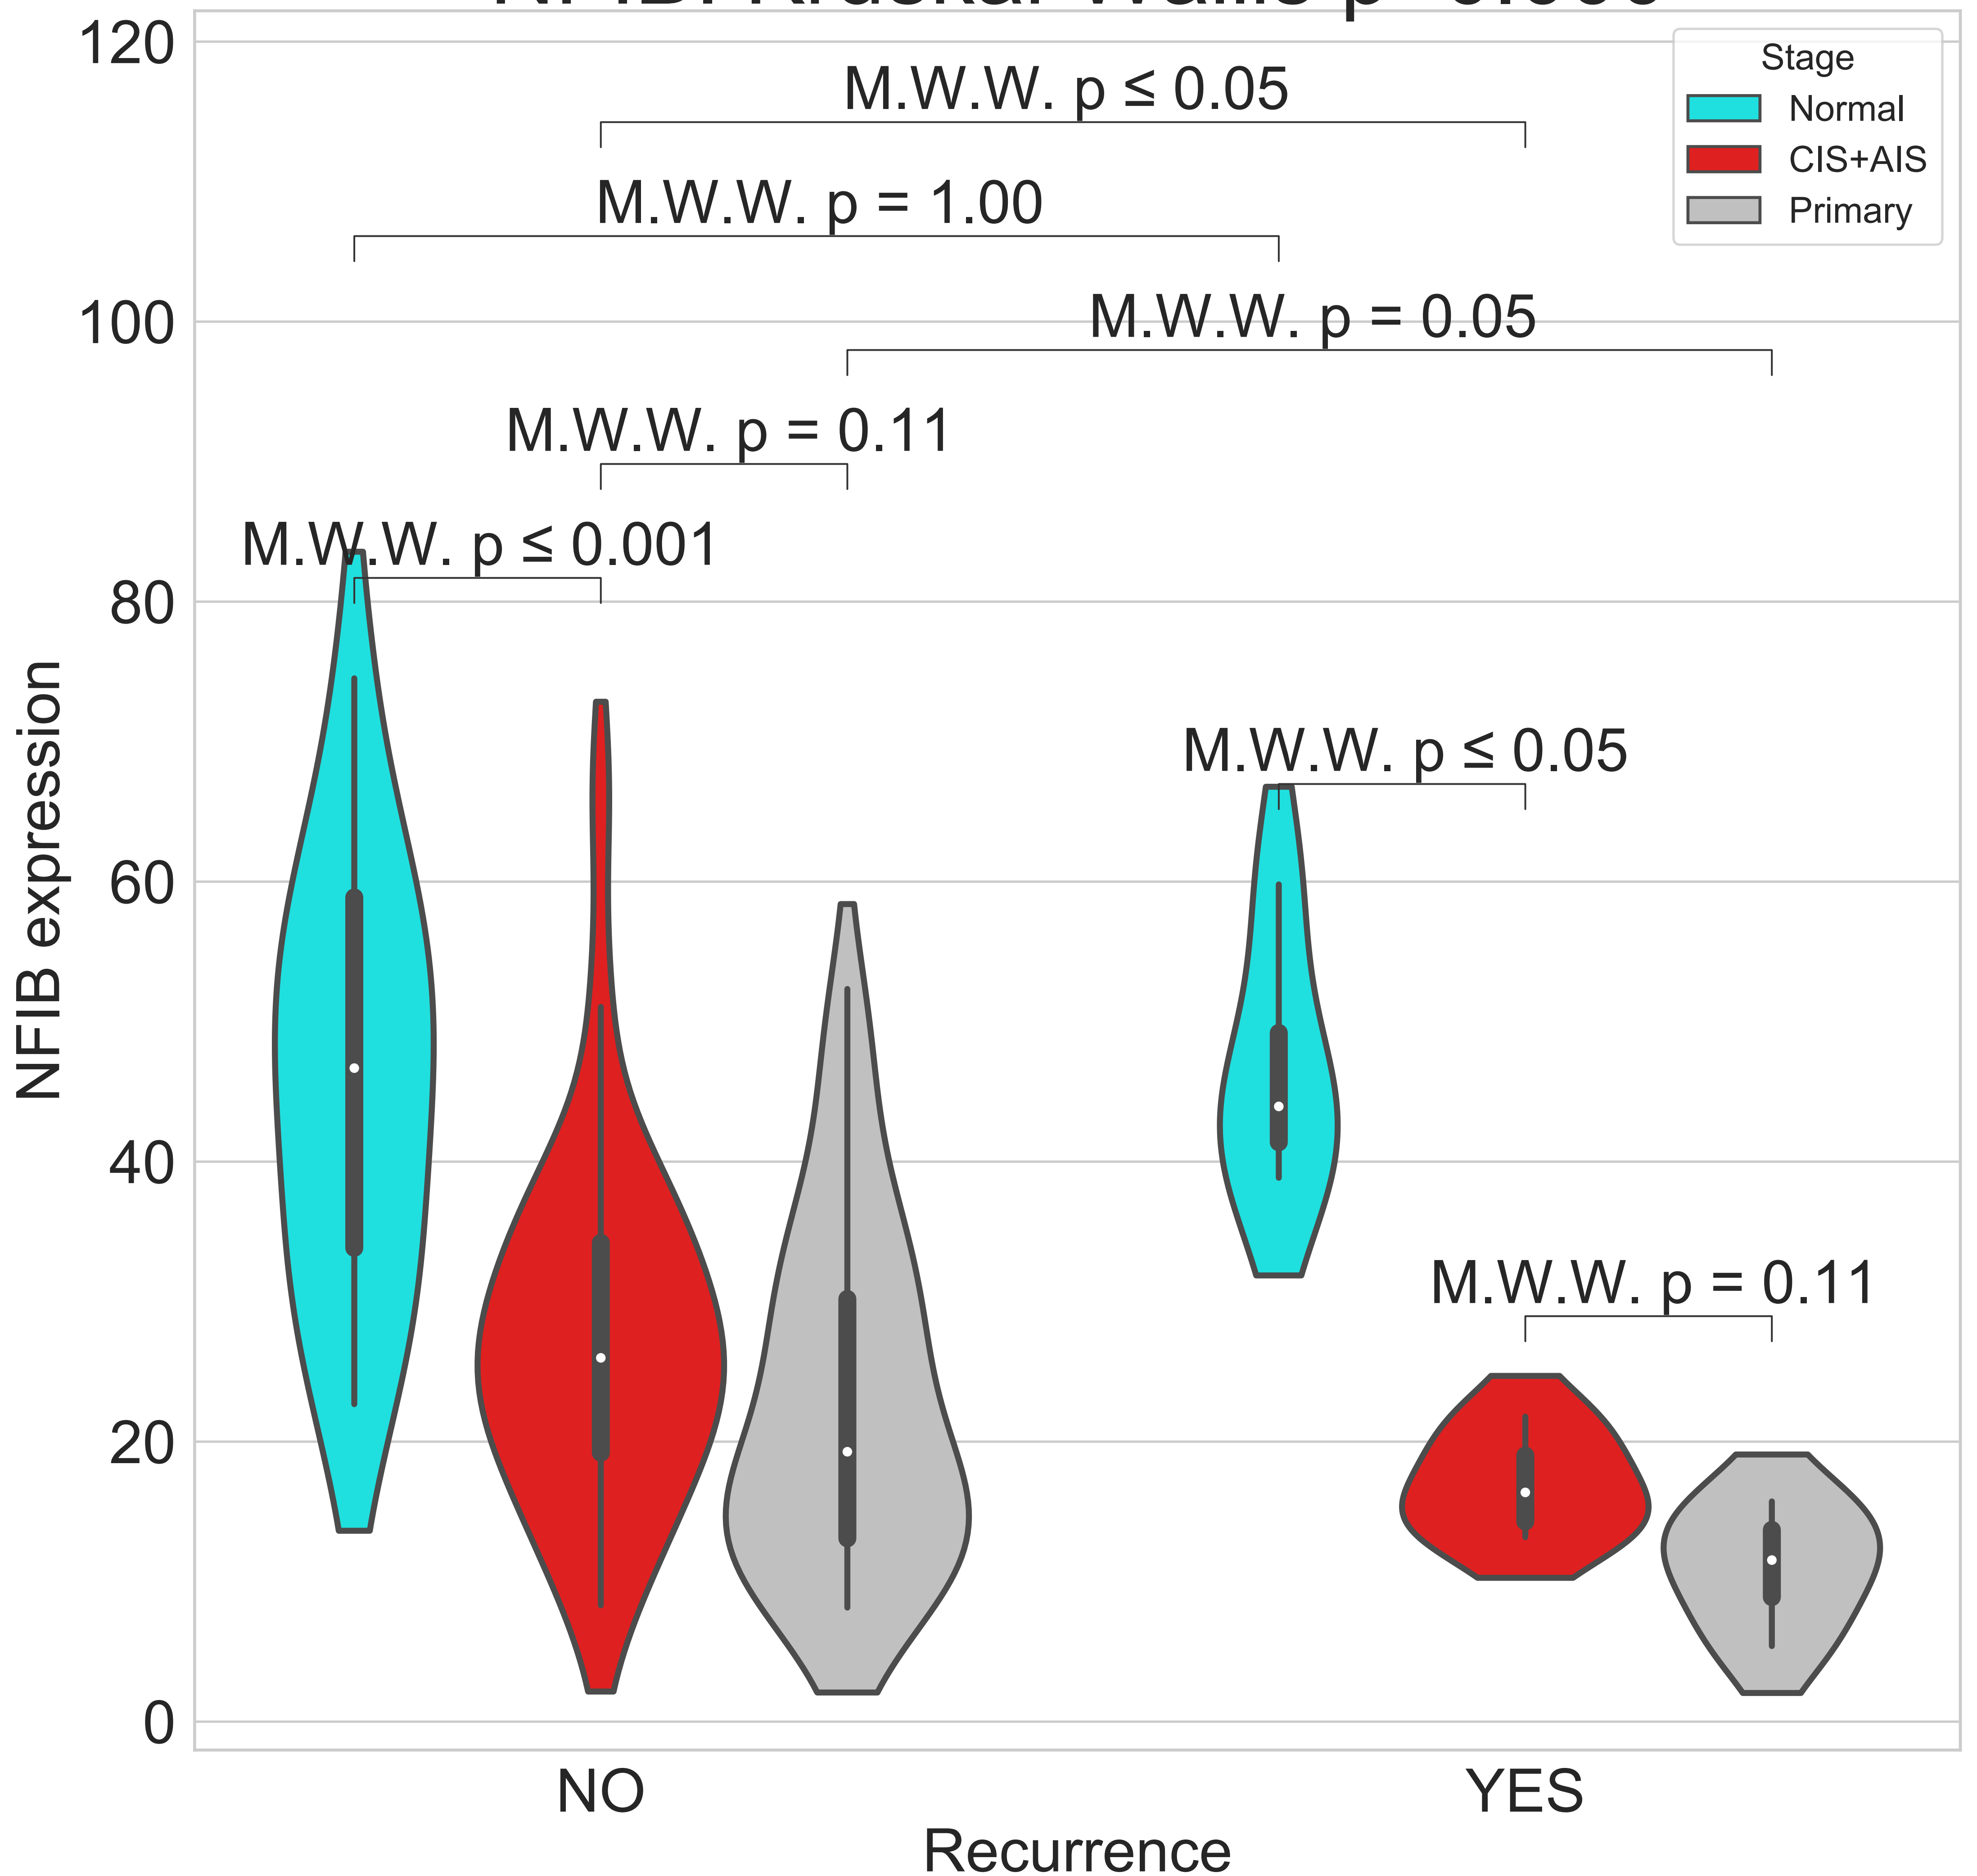 120
M.W.W. p ≤ 0.05
Stage
Normal
CIS+AIS
Primary
M.W.W. p = 1.00
100
M.W.W. p = 0.05
M.W.W. p = 0.11
M.W.W. p ≤ 0.001
80
M.W.W. p ≤ 0.05
60
NFIB expression
40
M.W.W. p = 0.11
20
0
NO
YES
Recurrence